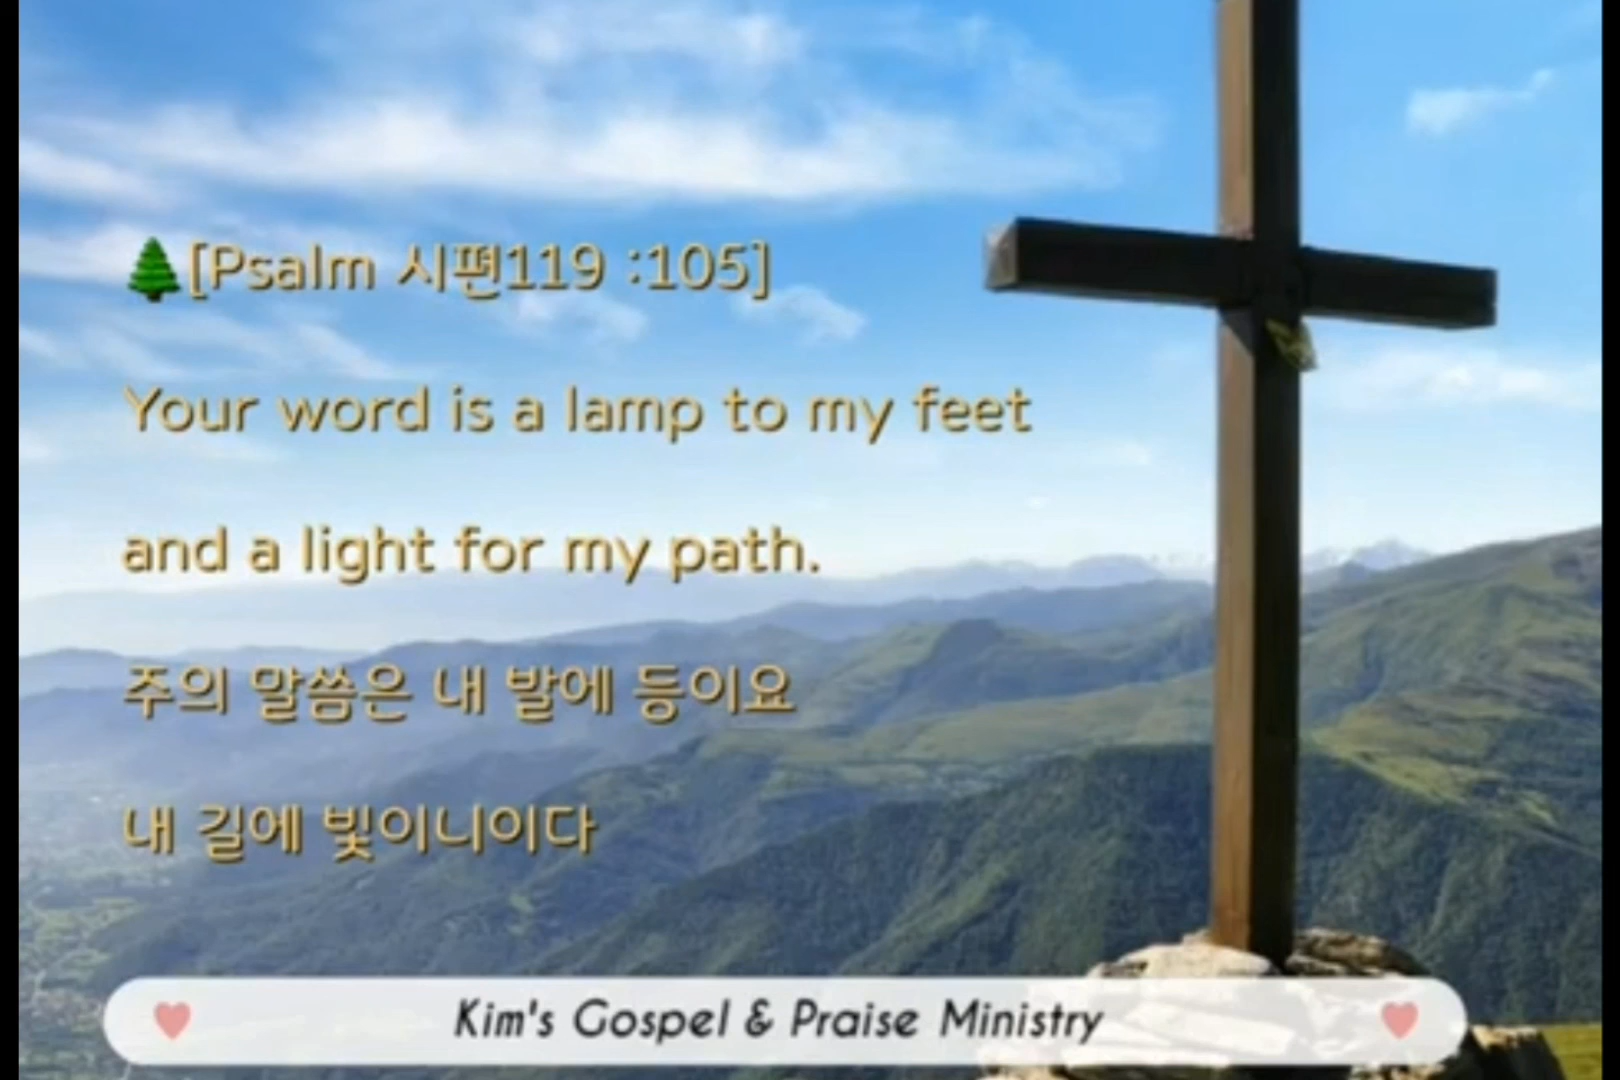 🌲[Psalm 시편119 :105]
Your word is a lamp to my feet
and a light for my path.
주의 말씀은 내 발에 등이요
내 길에 빛이니이다
Kim's Gospel & Praise Ministry